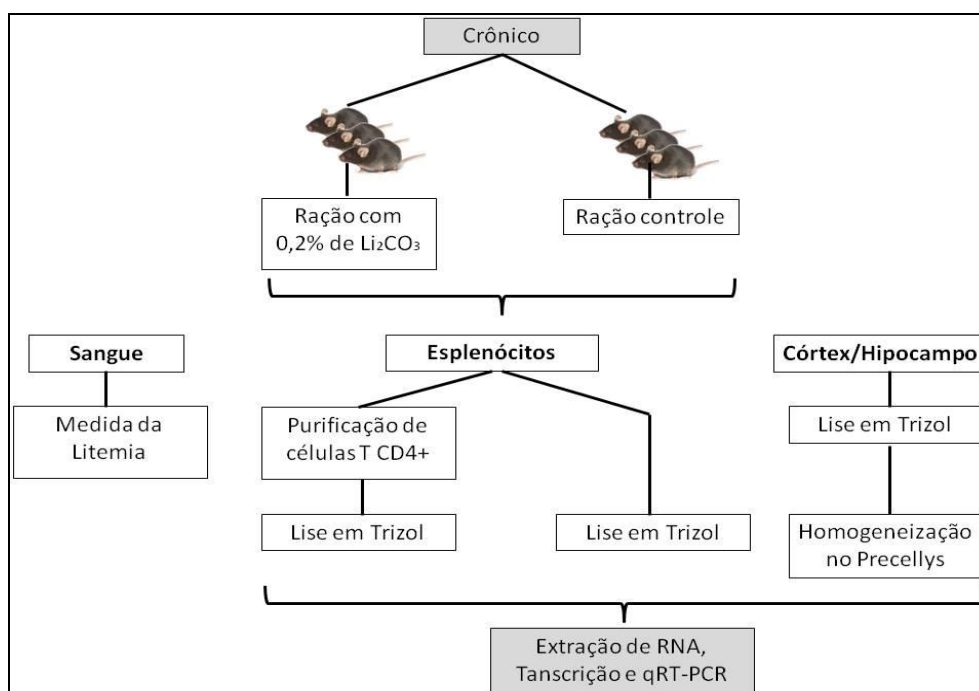 Crônico
Ração com
0,2% de Li₂CO₃
Ração controle
Sangue
Esplenócitos
Córtex/Hipocampo
Medida da
Litemia
Purificação de
células T CD4+
Lise em Trizol
Lise em Trizol
Lise em Trizol
Homogeneização
no Precellys
Extração de RNA,
Tanscrição e qRT-PCR